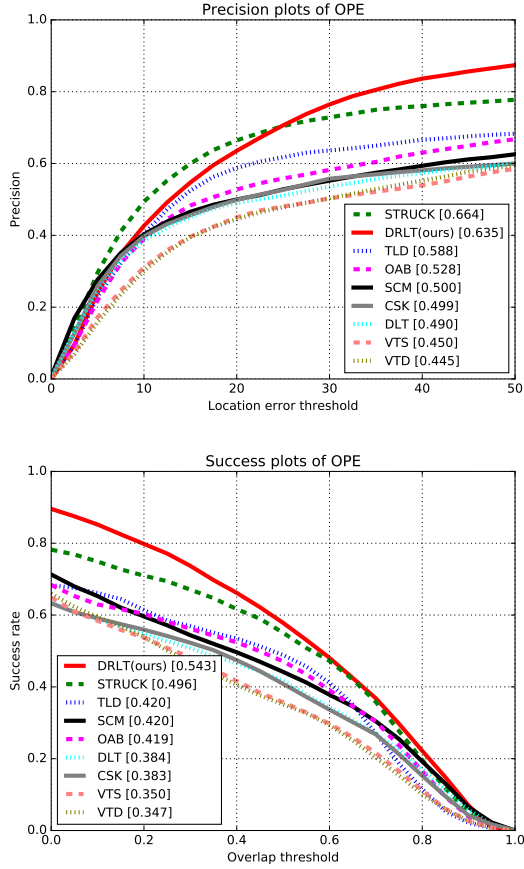 Precision plots of OPE
1.0
0.8
0.6
0.4
0.2
0.0
Precision
STRUCK [0.664]
DRLT(ours) [0.635]
TLD [0.588]
OAB [0.528]
SCM [0.500]
CSK [0.499]
DLT [0.490]
VTS [0.450]
VTD [0.445]
0 10 20 30 40 50
Location error threshold
Success plots of OPE
1.0
0.8
0.6
0.4
0.2
0.0
Success rate
DRLT(ours) [0.543]
STRUCK [0.496]
TLD [0.420]
SCM [0.420]
OAB [0.419]
DLT [0.384]
CSK [0.383]
VTS [0.350]
VTD [0.347]
0.0 0.2 0.4 0.6 0.8 1.0
Overlap threshold